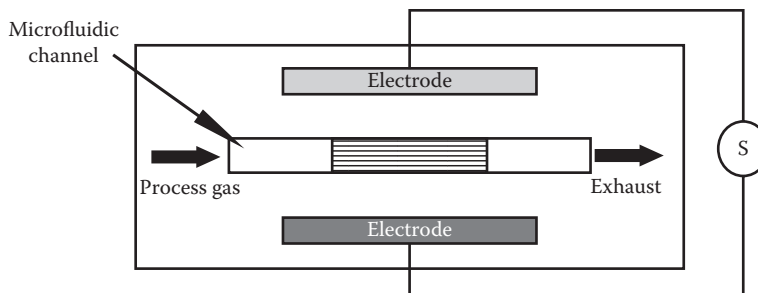 Microfluidic
channel
Electrode
S
Process gas
Exhaust
Electrode